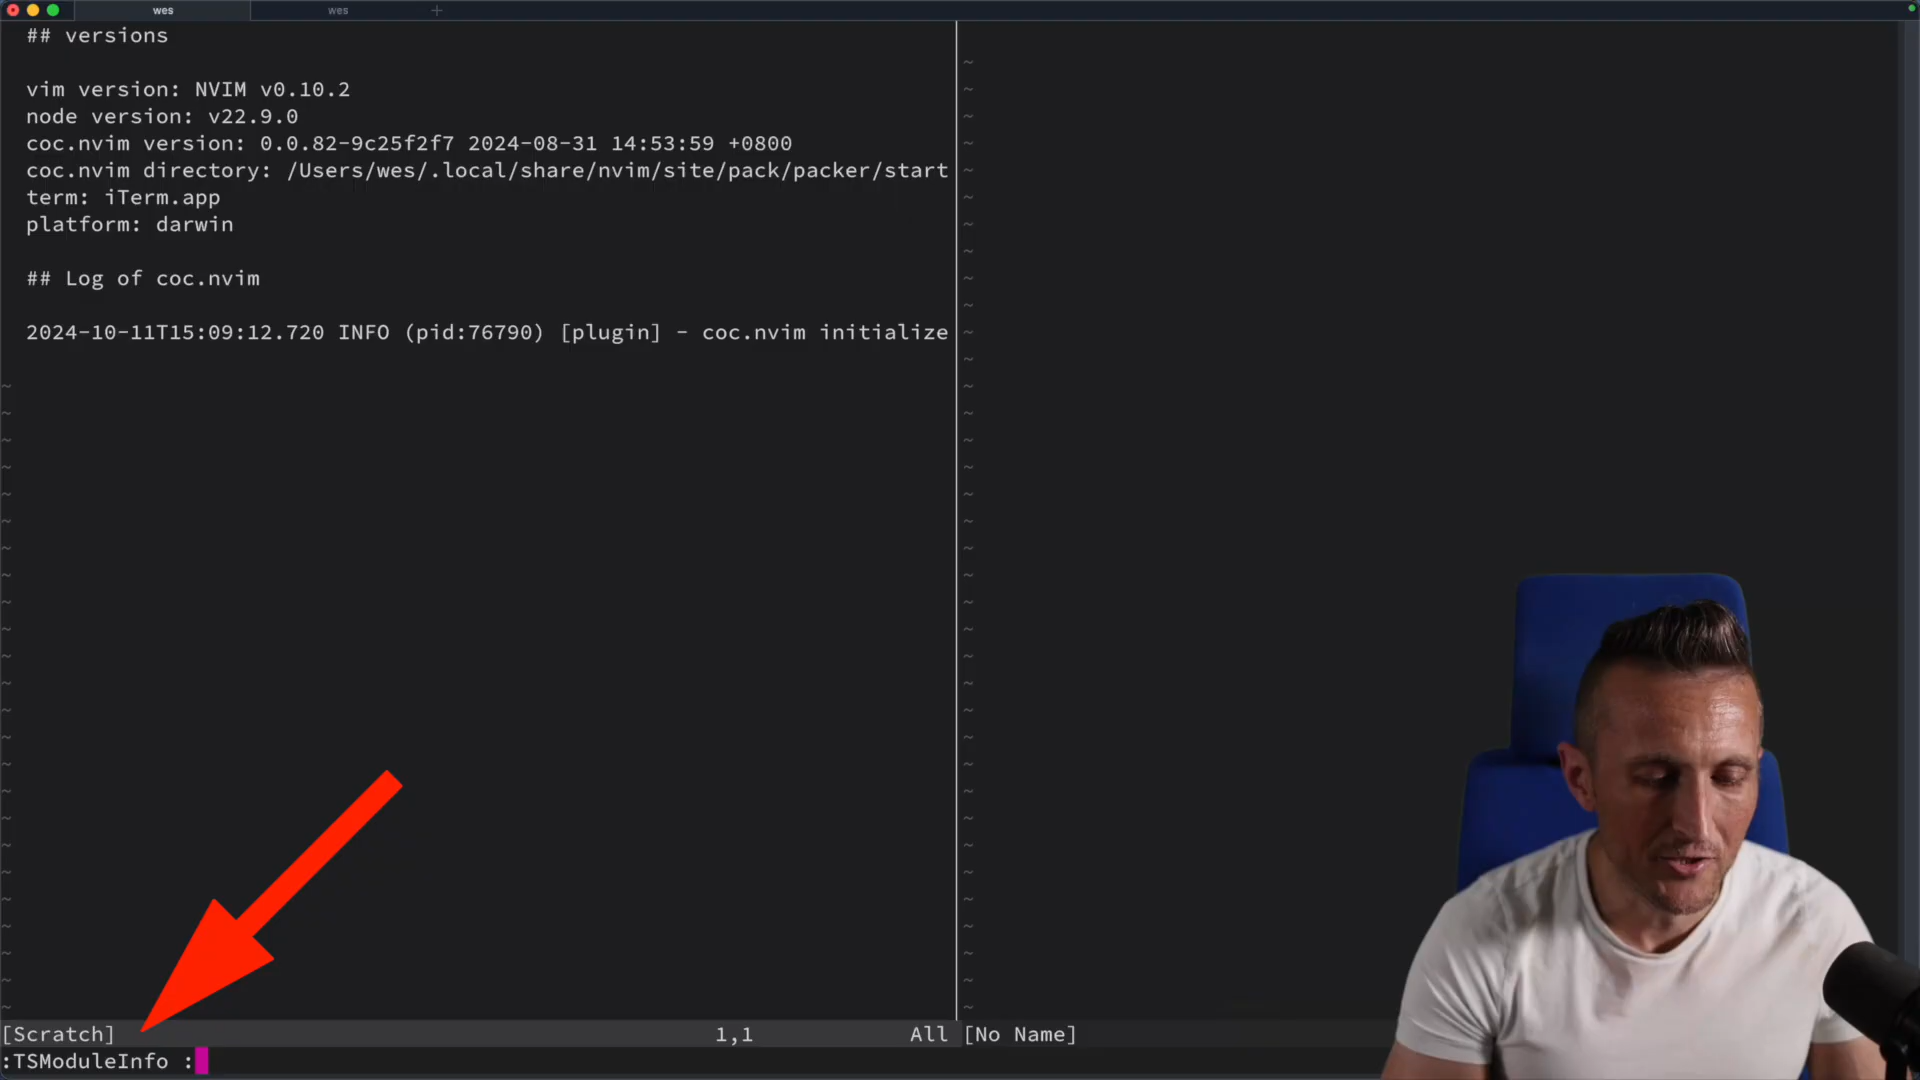 wes
wes
## versions
vim version: NVIM v0.10.2
node version: v22.9.0
coc.nvim version: 0.0.82-9c25f2f7 2024-08-31 14:53:59 +0800
coc.nvim directory: /Users/wes/.local/share/nvim/site/pack/packer/start
term: iTerm.app
platform: darwin
## Log of coc.nvim
2024-10-11T15:09:12.720 INFO (pid:76790) [plugin] - coc.nvim initialize
[Scratch] 1,1 All [No Name]
:TSModuleInfo :